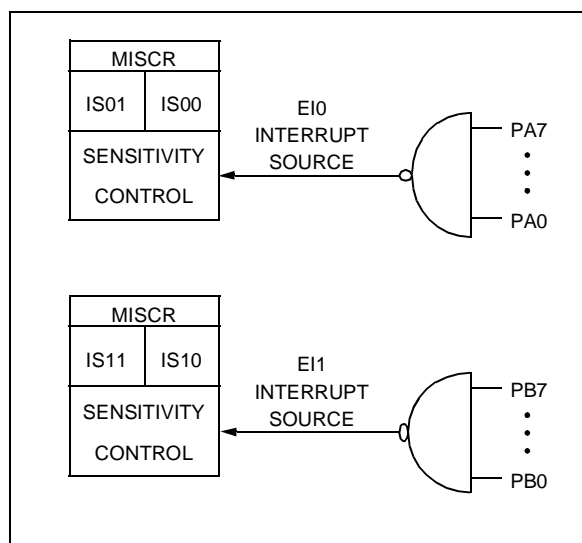 MISCR
IS01 IS00
SENSITIVITY
CONTROL
EI0
INTERRUPT
SOURCE
PA7
PA0
MISCR
IS11 IS10
SENSITIVITY
CONTROL
EI1
INTERRUPT
SOURCE
PB7
PB0